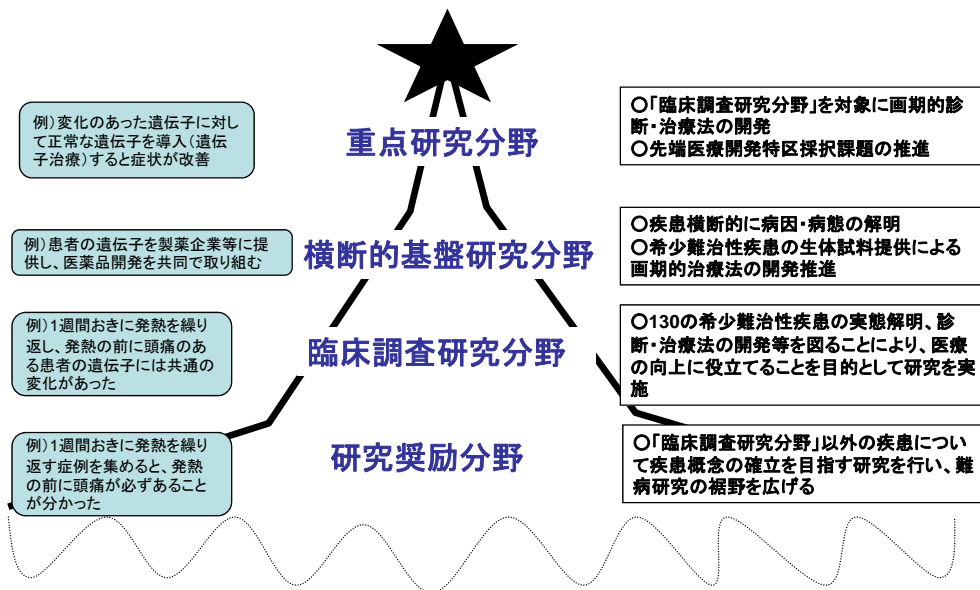 例）変化のあった遺伝子に対し
て正常な遺伝子を導入（遺伝
子治療）すると症状が改善
重点研究分野
○「臨床調査研究分野」を対象に画期的診
断・治療法の開発
○先端医療開発特区採択課題の推進
例）患者の遺伝子を製薬企業等に提
供し、医薬品開発を共同で取り組む
横断的基盤研究分野
○疾患横断的に病因・病態の解明
○希少難治性疾患の生体試料提供による
画期的治療法の開発推進
例）1週間おきに発熱を繰り
返し、発熱の前に頭痛のあ
る患者の遺伝子には共通の
変化があった
臨床調査研究分野
○130の希少難治性疾患の実態解明、診
断・治療法の開発等を図ることにより、医療
の向上に役立てることを目的として研究を実
施
例）1週間おきに発熱を繰り
返す症例を集めると、発熱
の前に頭痛が必ずあること
が分かった
研究奨励分野
○「臨床調査研究分野」以外の疾患につい
て疾患概念の確立を目指す研究を行い、難
病研究の裾野を広げる